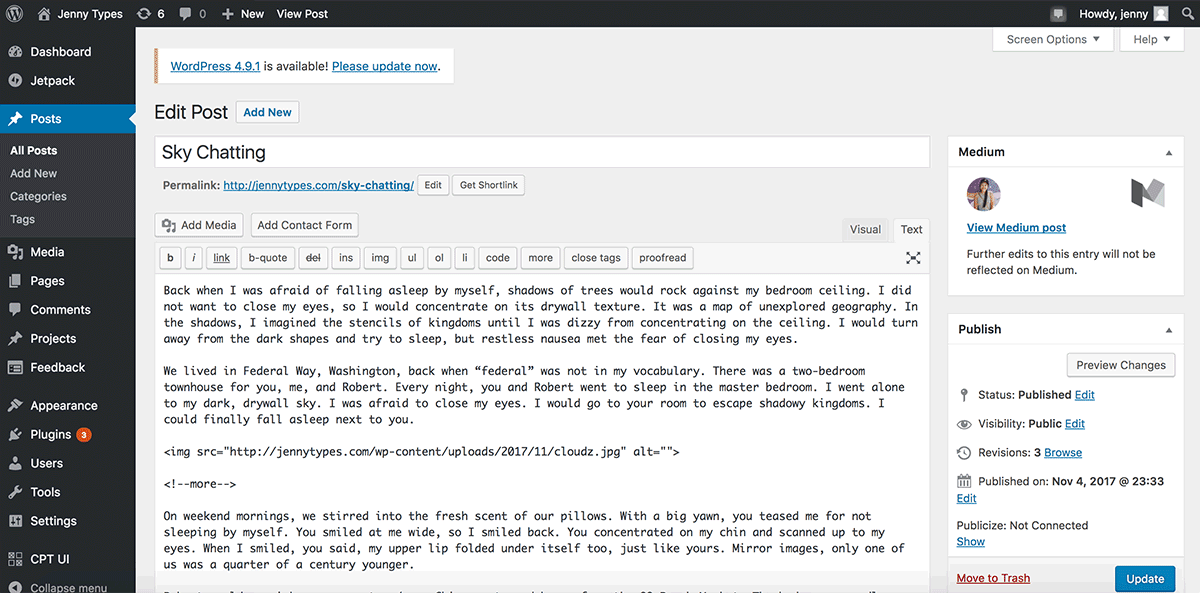 Jenny Types 6 0 New View Post Howdy, jenny
Screen Options Help
Dashboard
Jetpack
Posts
All Posts
Add New
Categories
Tags
Media
Pages
Comments
Projects
Feedback
Appearance
Plugins 3
Users
Tools
Settings
CPT UI
Collapse menu
WordPress 4.9.1 is available! Please update now.
Edit Post Add New
Sky Chatting
Permalink: http://jennytypes.com/sky-chatting/ Edit Get Shortlink
Add Media Add Contact Form
Visual Text
b i link b-quote del ins img ul ol li code more close tags proofread
Back when I was afraid of falling asleep by myself, shadows of trees would rock against my bedroom ceiling. I did
not want to close my eyes, so I would concentrate on its drywall texture. It was a map of unexplored geography. In
the shadows, I imagined the stencils of kingdoms until I was dizzy from concentrating on the ceiling. I would turn
away from the dark shapes and try to sleep, but restless nausea met the fear of closing my eyes.
We lived in Federal Way, Washington, back when “federal” was not in my vocabulary. There was a two-bedroom
townhouse for you, me, and Robert. Every night, you and Robert went to sleep in the master bedroom. I went alone
to my dark, drywall sky. I was afraid to close my eyes. I would go to your room to escape shadowy kingdoms. I
could finally fall asleep next to you.
<img src="http://jennytypes.com/wp-content/uploads/2017/11/cloudz.jpg" alt="">
<!--more-->
On weekend mornings, we stirred into the fresh scent of our pillows. With a big yawn, you teased me for not
sleeping by myself. You smiled at me wide, so I smiled back. You concentrated on my chin and scanned up to my
eyes. When I smiled, you said, my upper lip folded under itself too, just like yours. Mirror images, only one of
us was a quarter of a century younger.
Medium
View Medium post
Further edits to this entry will not be
reflected on Medium.
Publish
Preview Changes
Status: Published Edit
Visibility: Public Edit
Revisions: 3 Browse
Published on: Nov 4, 2017 @ 23:33
Edit
Publicize: Not Connected
Show
Move to Trash Update